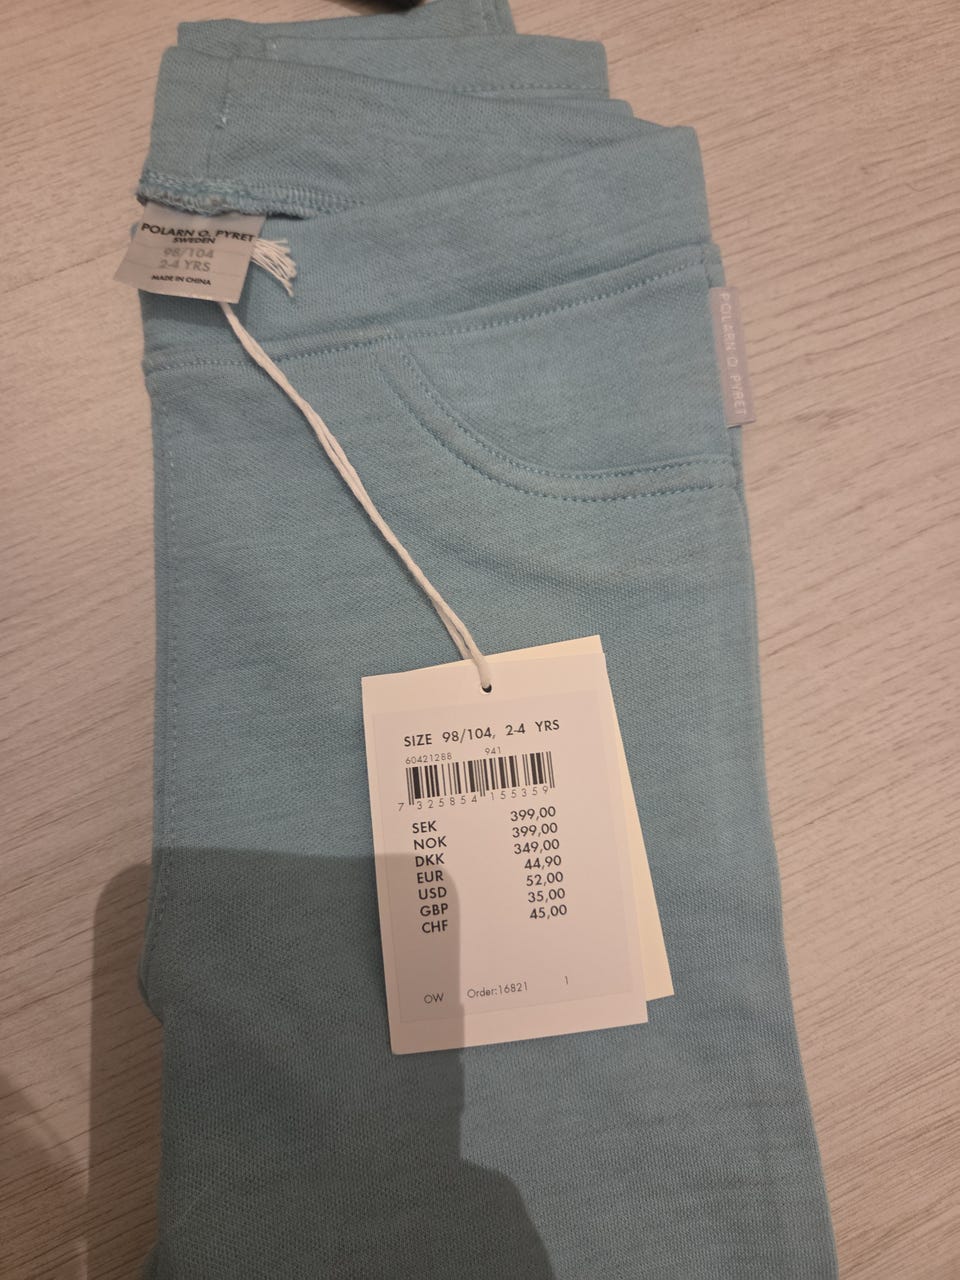 POLARN O. PYRET
SWEDEN
98/104
2-4 YRS
MADE IN CHINA
POLARN O. PYRET
SIZE 98/104, 2-4 YRS
60421288 941
7 325854 155359
SEK 399,00
NOK 399,00
DKK 349,00
EUR 44,90
USD 52,00
GBP 35,00
CHF 45,00
OW Order:16821 1